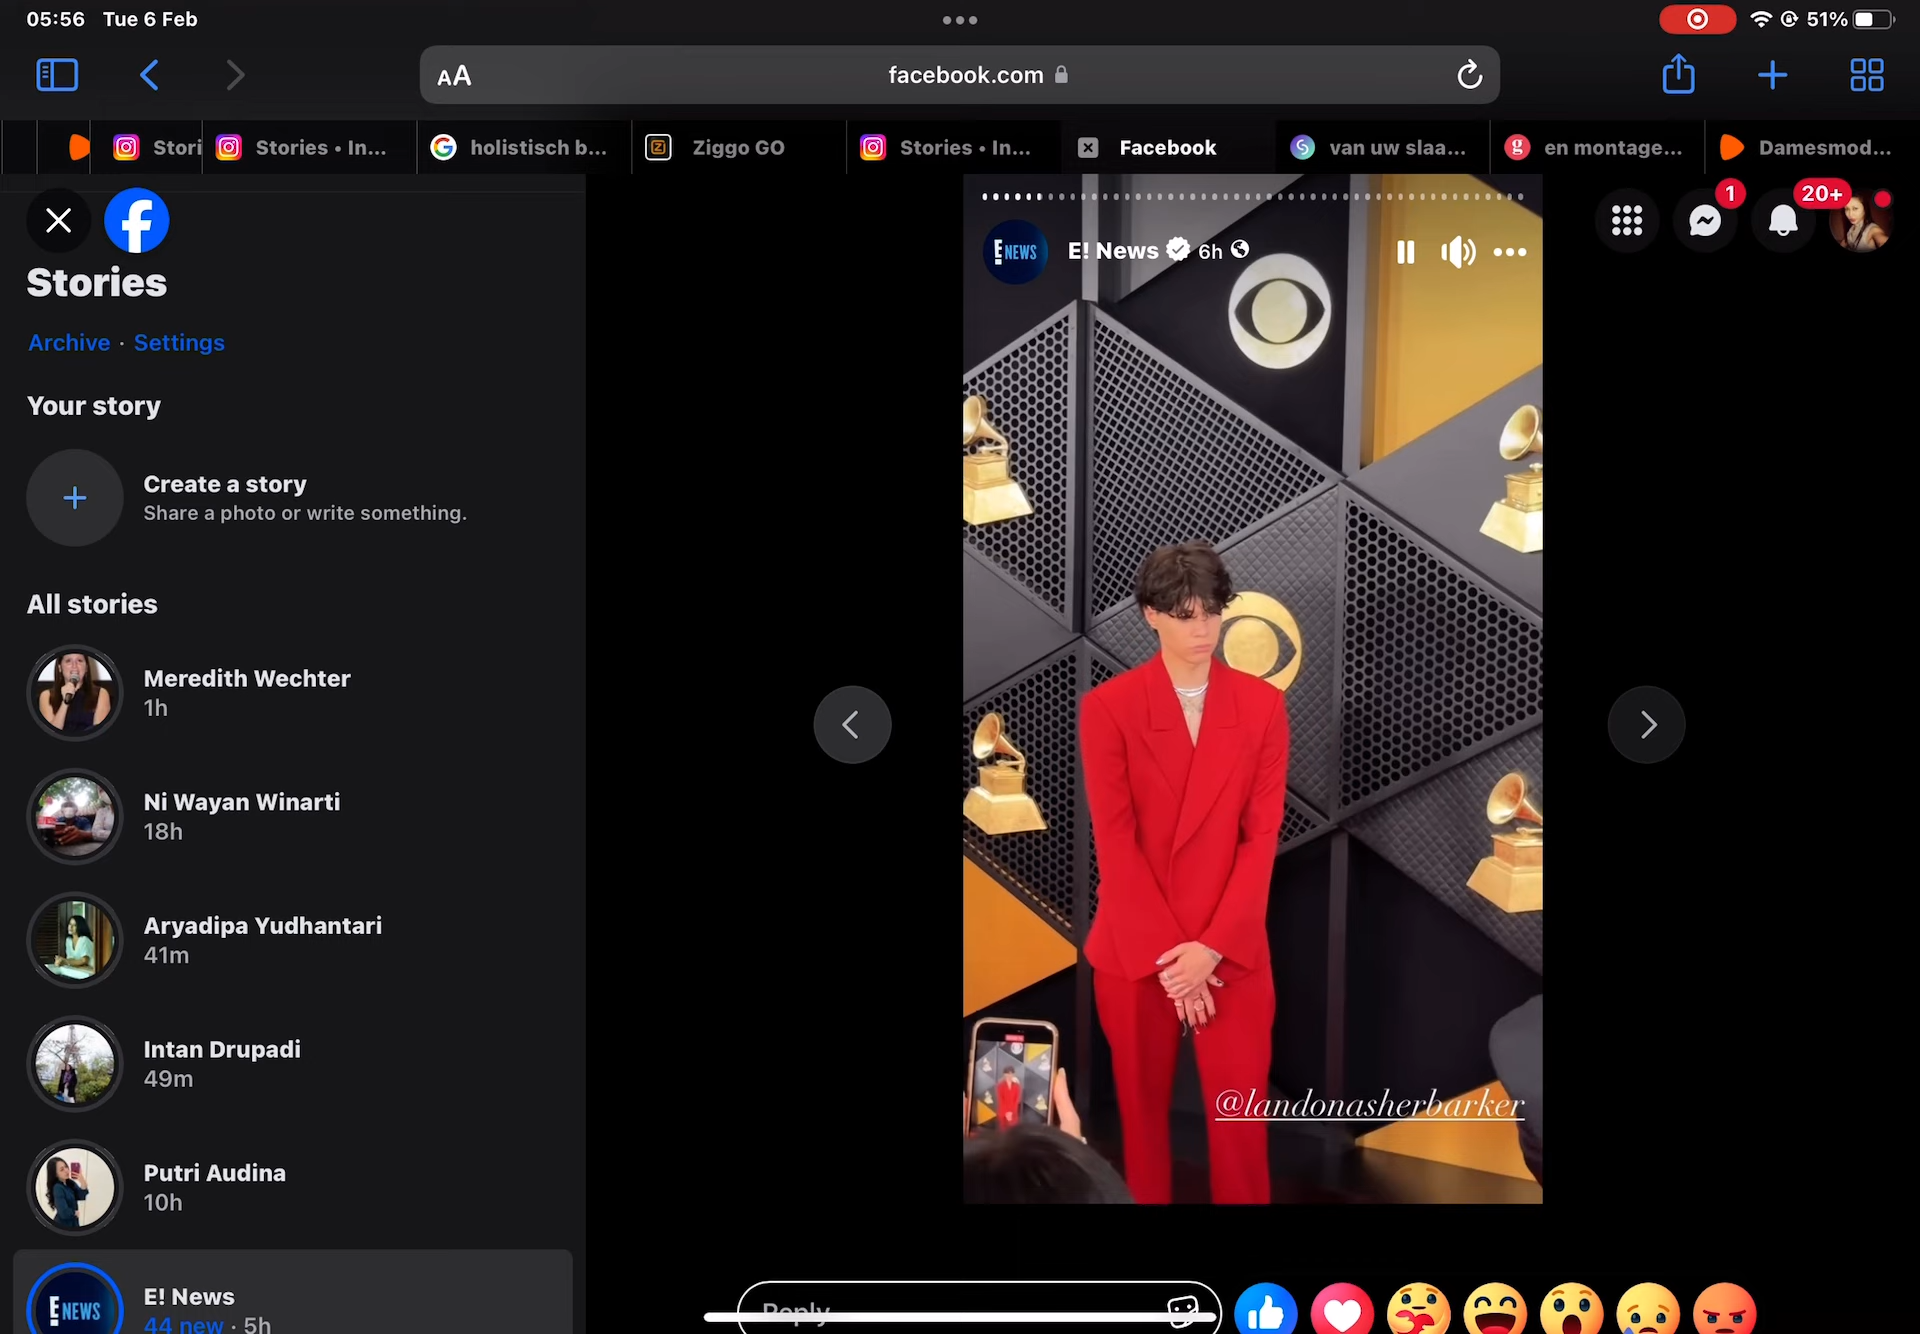 05:56 Tue 6 Feb
51%
AA
facebook.com
Stori
Stories • In...
holistisch b...
Ziggo GO
Stories • In...
Facebook
van uw slaa...
en montage...
Damesmod...
Stories
Archive · Settings
Your story
Create a story
Share a photo or write something.
All stories
Meredith Wechter
1h
Ni Wayan Winarti
18h
Aryadipa Yudhantari
41m
Intan Drupadi
49m
Putri Audina
10h
E! NEWS
E! News
44 new · 5h
E! NEWS
E! News 6h
@landonasherbarker
Reply
1
20+